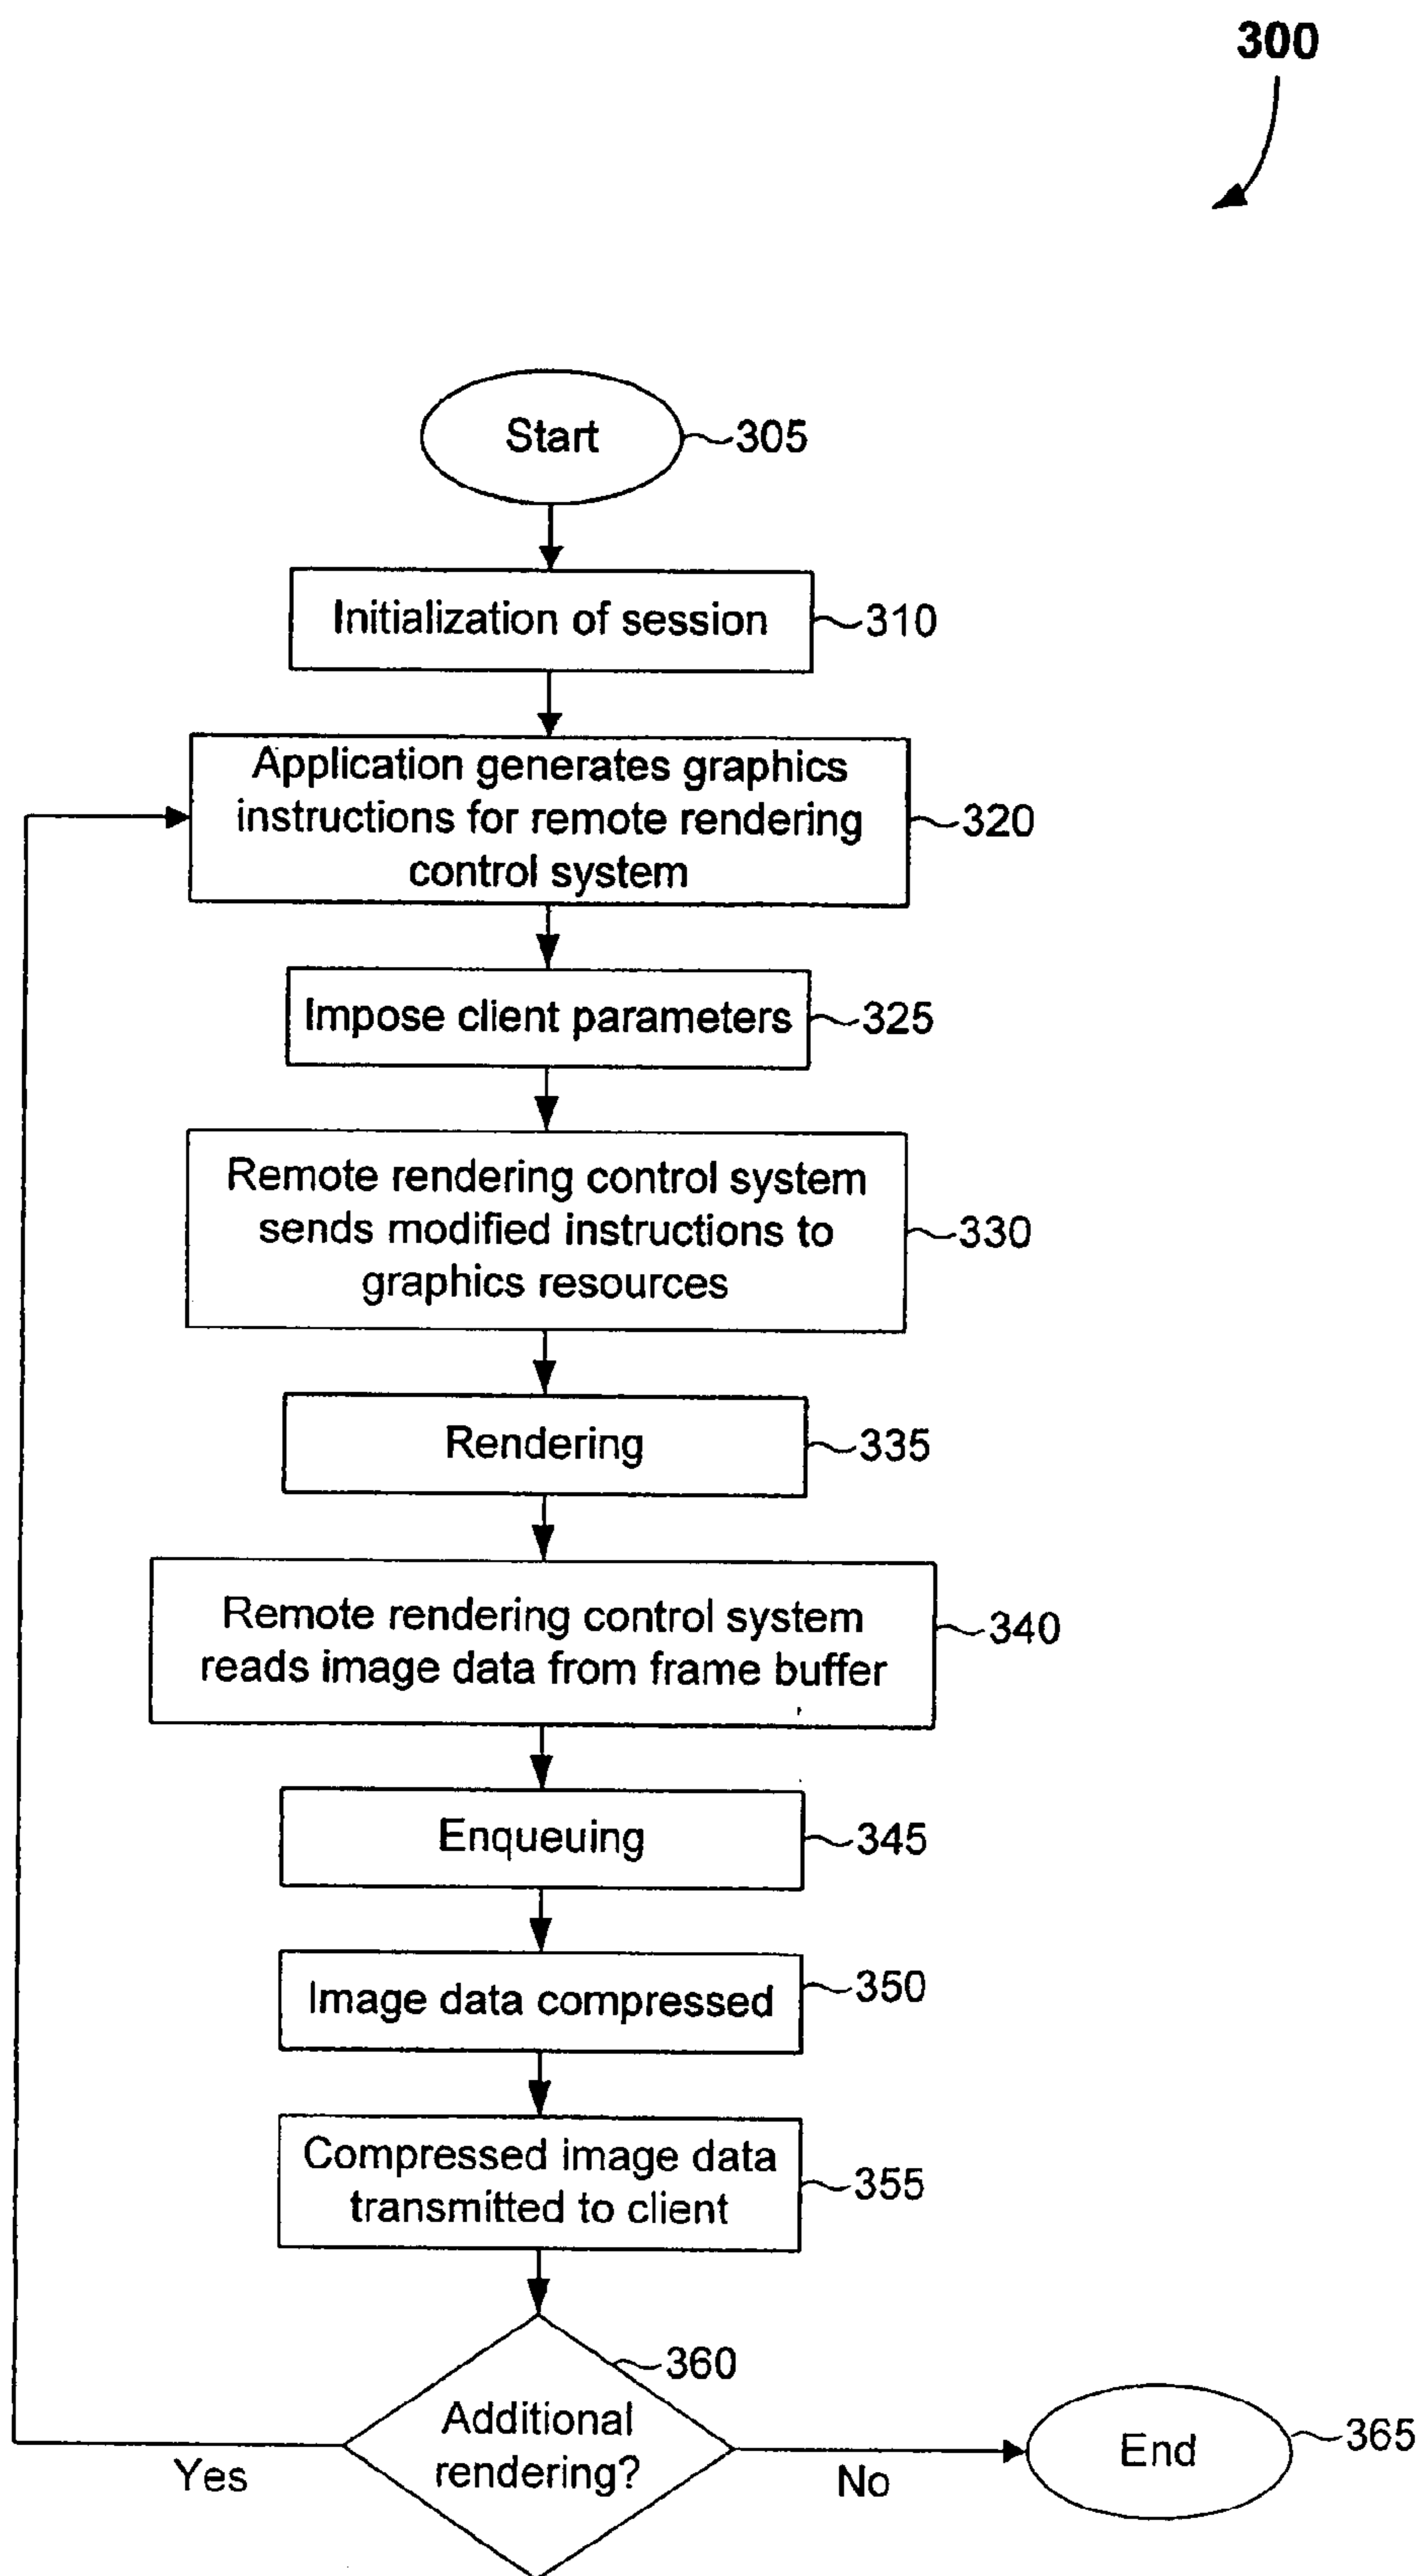 300
Start
305
Initialization of session
310
Application generates graphics
instructions for remote rendering
control system
320
Impose client parameters
325
Remote rendering control system
sends modified instructions to
graphics resources
330
Rendering
335
Remote rendering control system
reads image data from frame buffer
340
Enqueuing
345
Image data compressed
350
Compressed image data
transmitted to client
355
360
Additional
rendering?
Yes
No
End
365